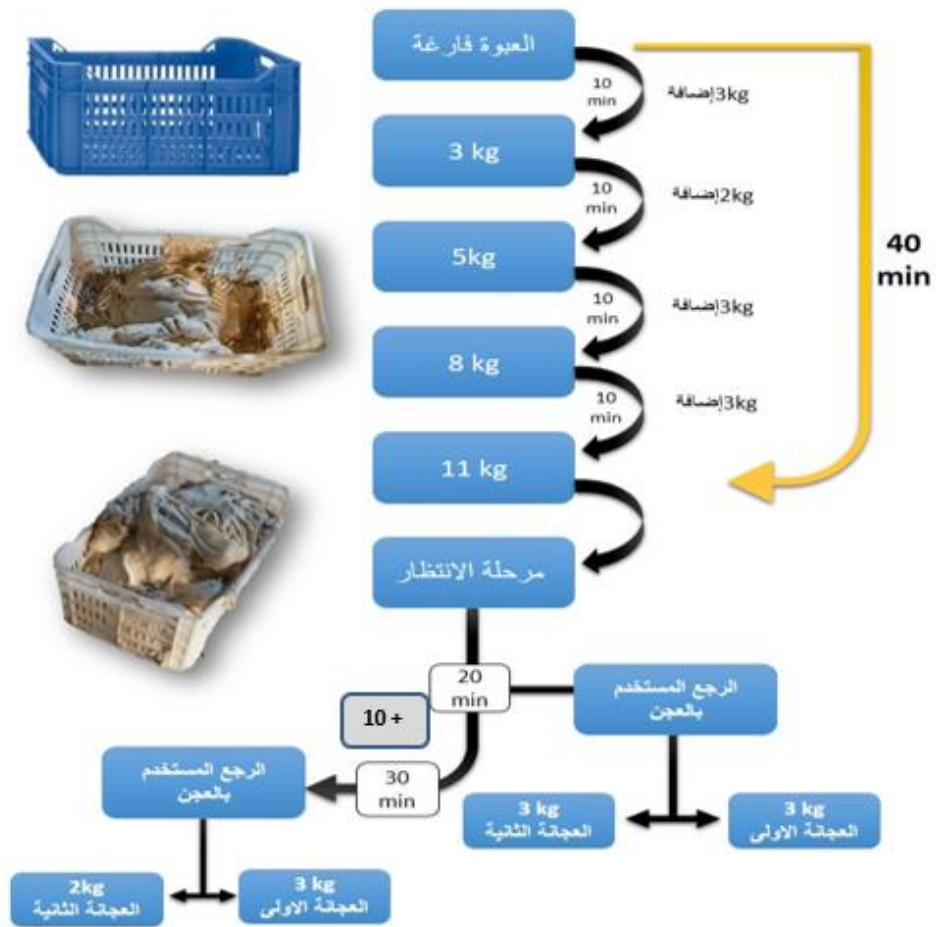 العبوة فارغة
10
min
إضافة3kg
3 kg
10
min
إضافة2kg
5kg
10
min
إضافة3kg
8 kg
10
min
إضافة3kg
11 kg
40
min
مرحلة الانتظار
20
min
الرجع المستخدم
بالعجن
3 kg
العجانة الاولى
3 kg
العجانة الثانية
10 +
30
min
الرجع المستخدم
بالعجن
3 kg
العجانة الاولى
2kg
العجانة الثانية